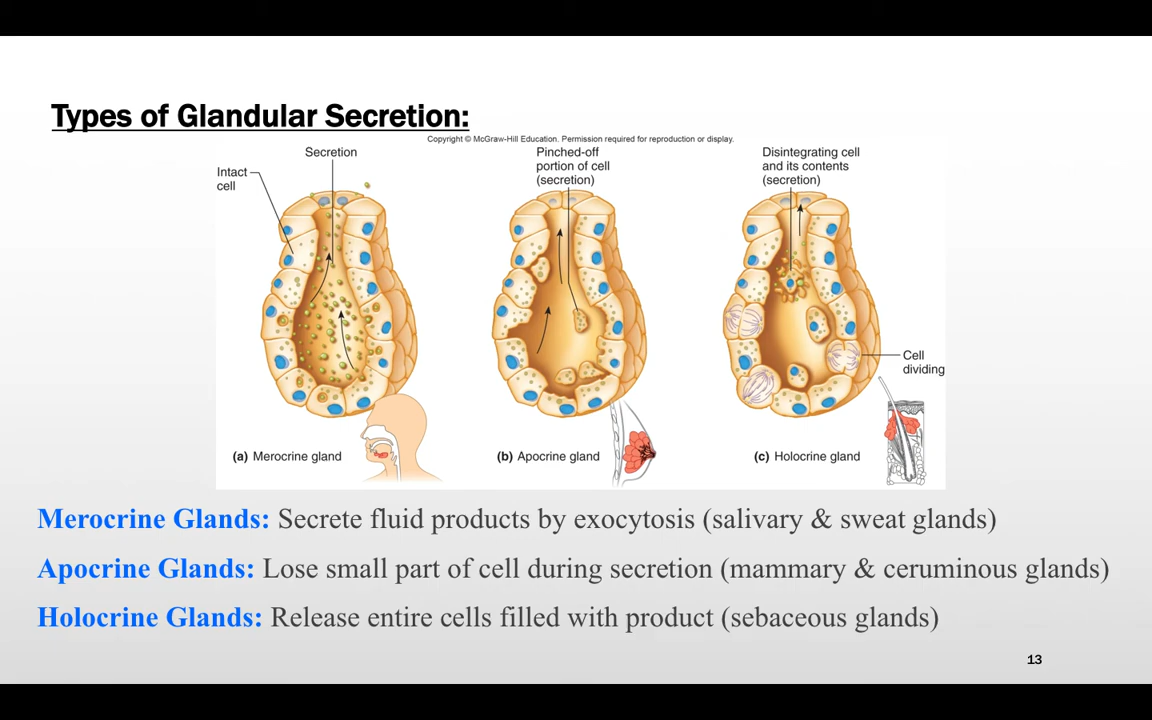 Types of Glandular Secretion:
Copyright © McGraw-Hill Education. Permission required for reproduction or display.
Secretion
Intact
cell
Pinched-off
portion of cell
(secretion)
Disintegrating cell
and its contents
(secretion)
Cell
dividing
(a) Merocrine gland
(b) Apocrine gland
(c) Holocrine gland
Merocrine Glands: Secrete fluid products by exocytosis (salivary & sweat glands)
Apocrine Glands: Lose small part of cell during secretion (mammary & ceruminous glands)
Holocrine Glands: Release entire cells filled with product (sebaceous glands)
13